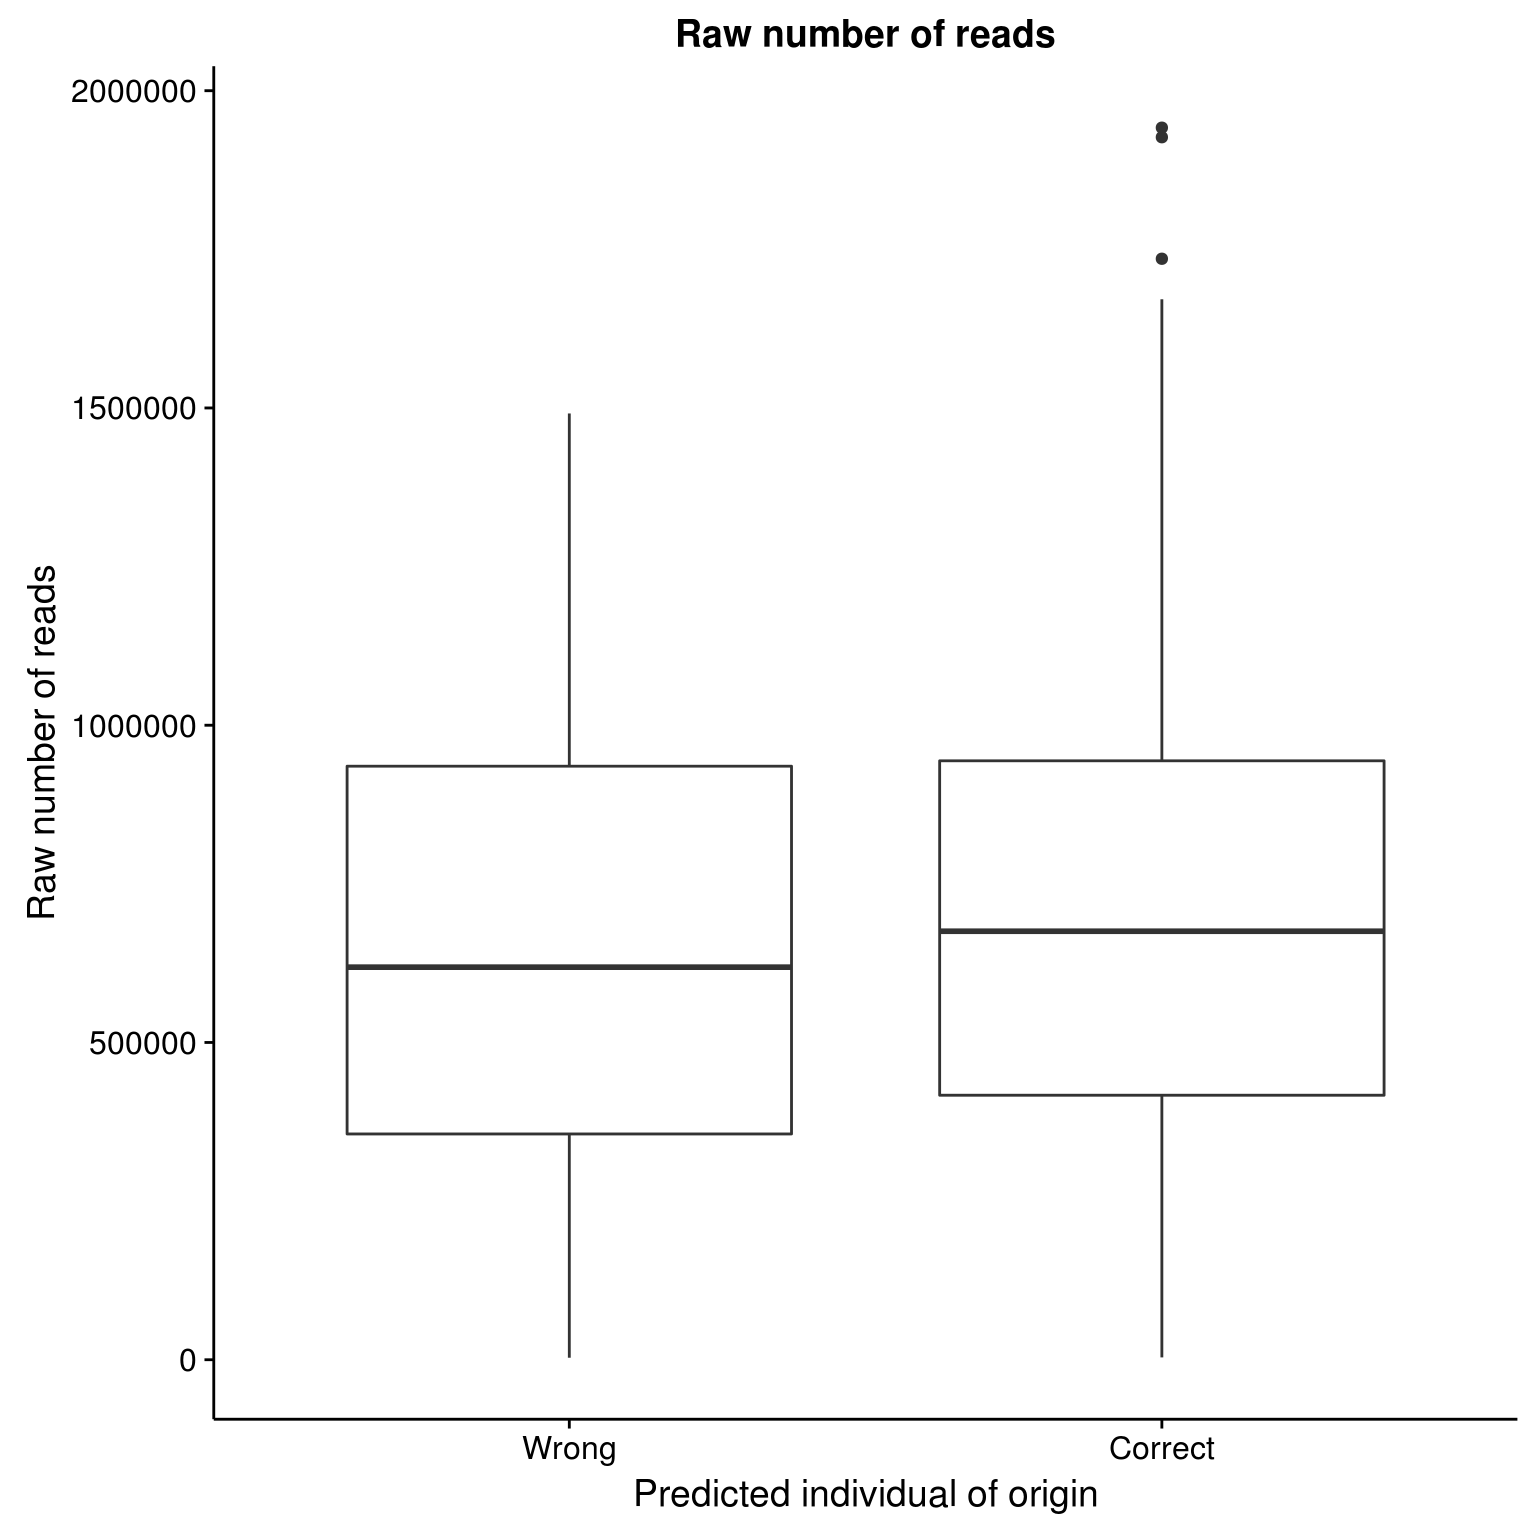 Raw number of reads
Raw number of reads
2000000
1500000
1000000
500000
0
Wrong
Correct
Predicted individual of origin